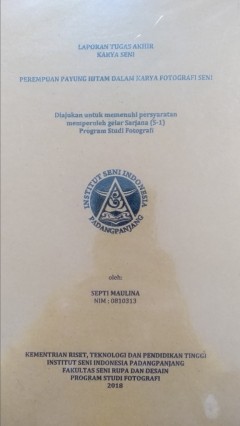 LAPORAN TUGAS AKHIR
KARYA SENI
PEREMPUAN PAYUNG HITAM DALAM KARYA FOTOGRAFI SENI
Diajukan untuk memenuhi persyaratan
memperoleh gelar Sarjana (S-1)
Program Studi Fotografi
INSTITUT SENI INDONESIA
PADANGPANJANG
oleh:
SEPTI MAULINA
NIM : 0810313
KEMENTRIAN RISET, TEKNOLOGI DAN PENDIDIKAN TINGGI
INSTITUT SENI INDONESIA PADANGPANJANG
FAKULTAS SENI RUPA DAN DESAIN
PROGRAM STUDI FOTOGRAFI
2018